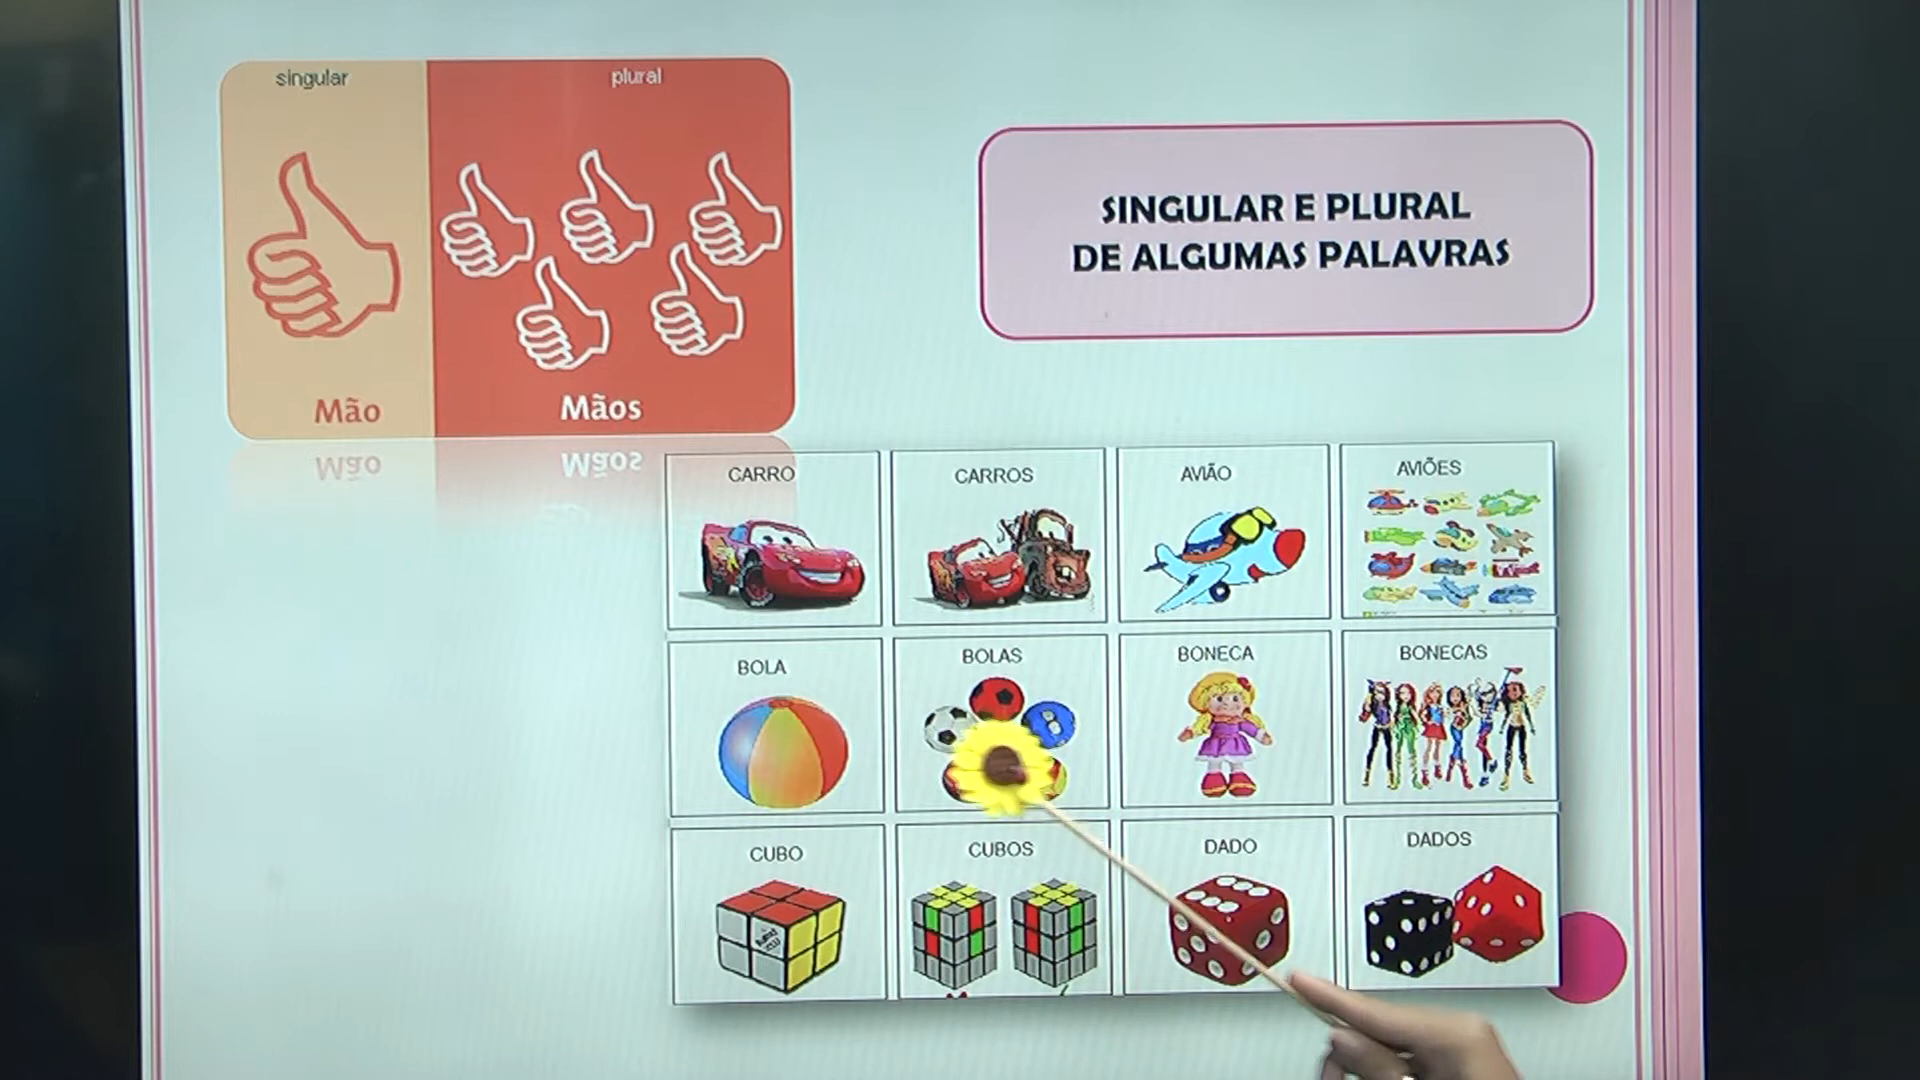 singular
plural
Mão
Mãos
SINGULAR E PLURAL
DE ALGUMAS PALAVRAS
CARRO
CARROS
AVIÃO
AVIÕES
BOLA
BOLAS
BONECA
BONECAS
CUBO
CUBOS
DADO
DADOS